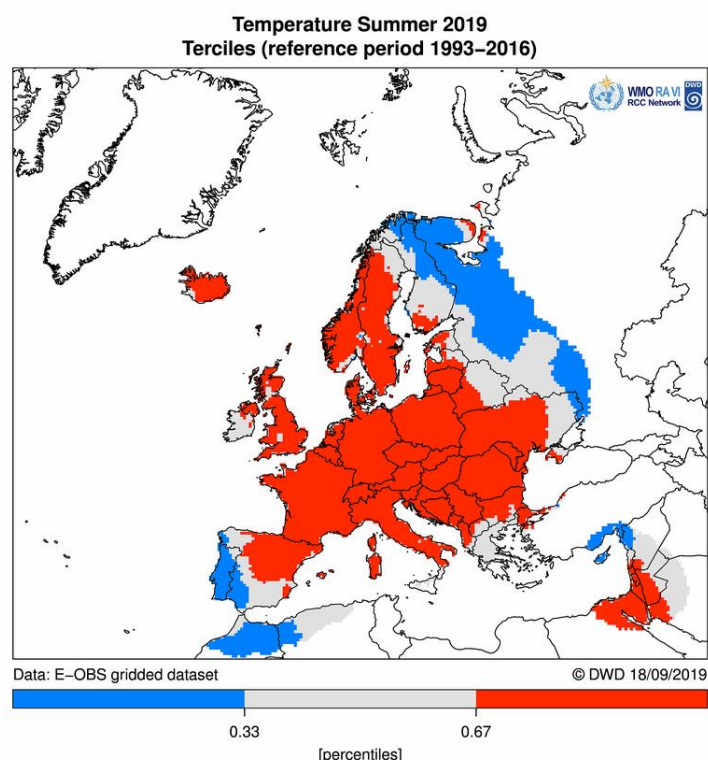 Temperature Summer 2019
Terciles (reference period 1993−2016)
WMO RA VI
RCC Network
DWD
Data: E−OBS gridded dataset
© DWD 18/09/2019
0.33
0.67
[percentiles]